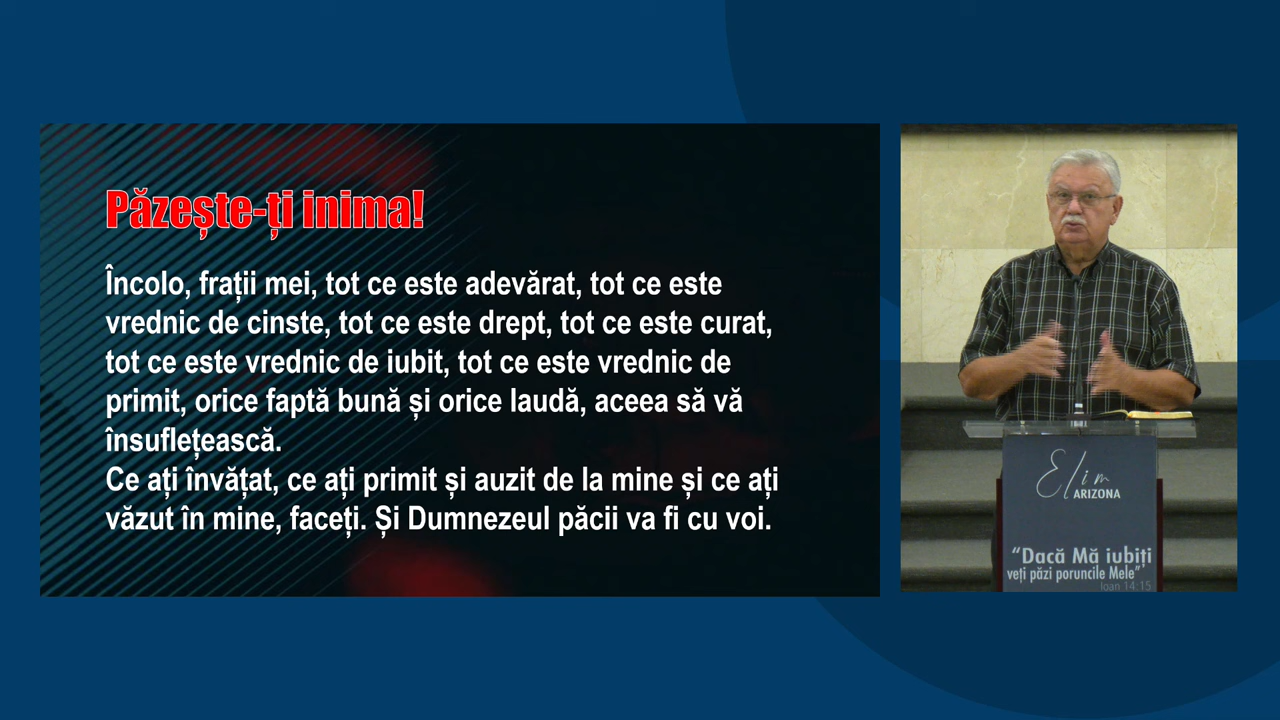 Păzește-ți inima!
Încolo, frații mei, tot ce este adevărat, tot ce este
vrednic de cinste, tot ce este drept, tot ce este curat,
tot ce este vrednic de iubit, tot ce este vrednic de
primit, orice faptă bună și orice laudă, aceea să vă
însuflețească.
Ce ați învățat, ce ați primit și auzit de la mine și ce ați
văzut în mine, faceți. Și Dumnezeul păcii va fi cu voi.
Elim
ARIZONA
“Dacă Mă iubiți
veți păzi poruncile Mele”
Ioan 14:15